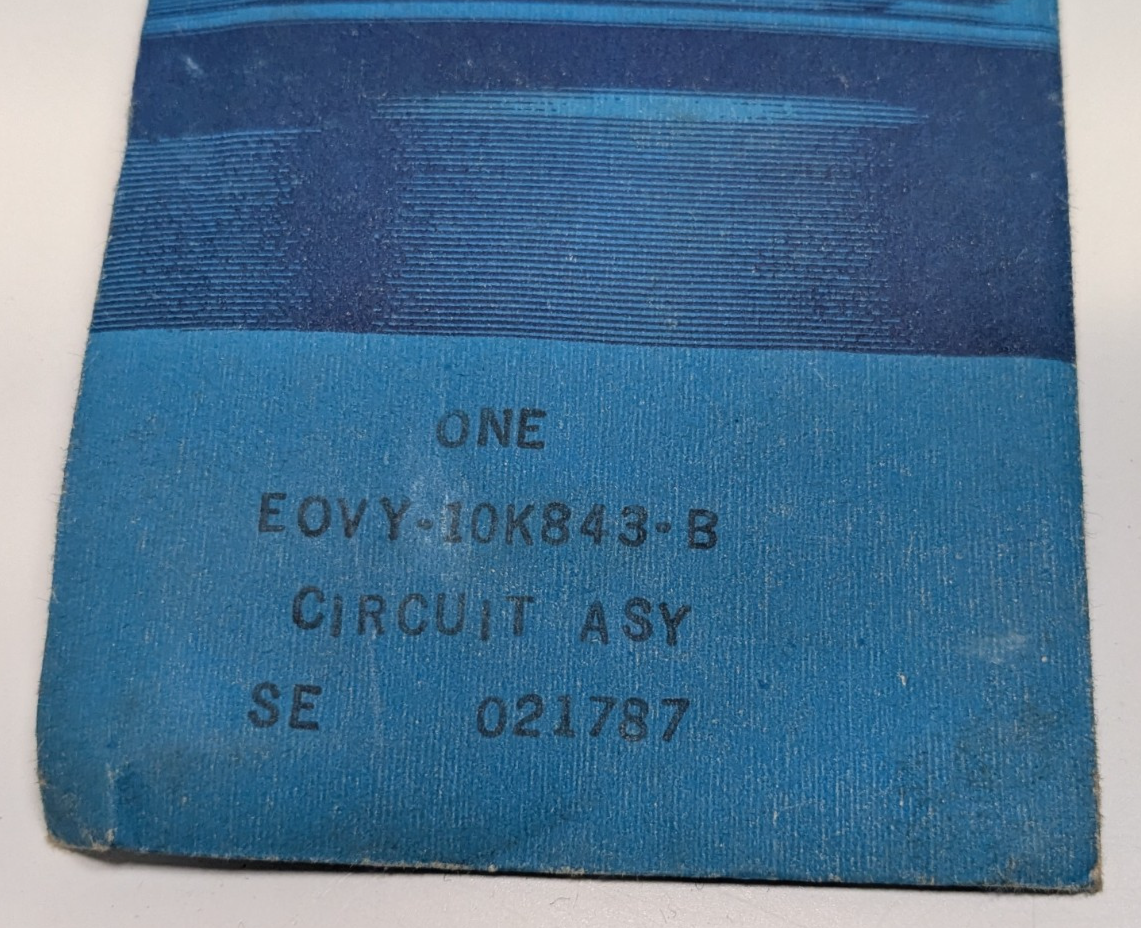 ONE
EOVY-10K843-B
CIRCUIT ASY
SE 021787